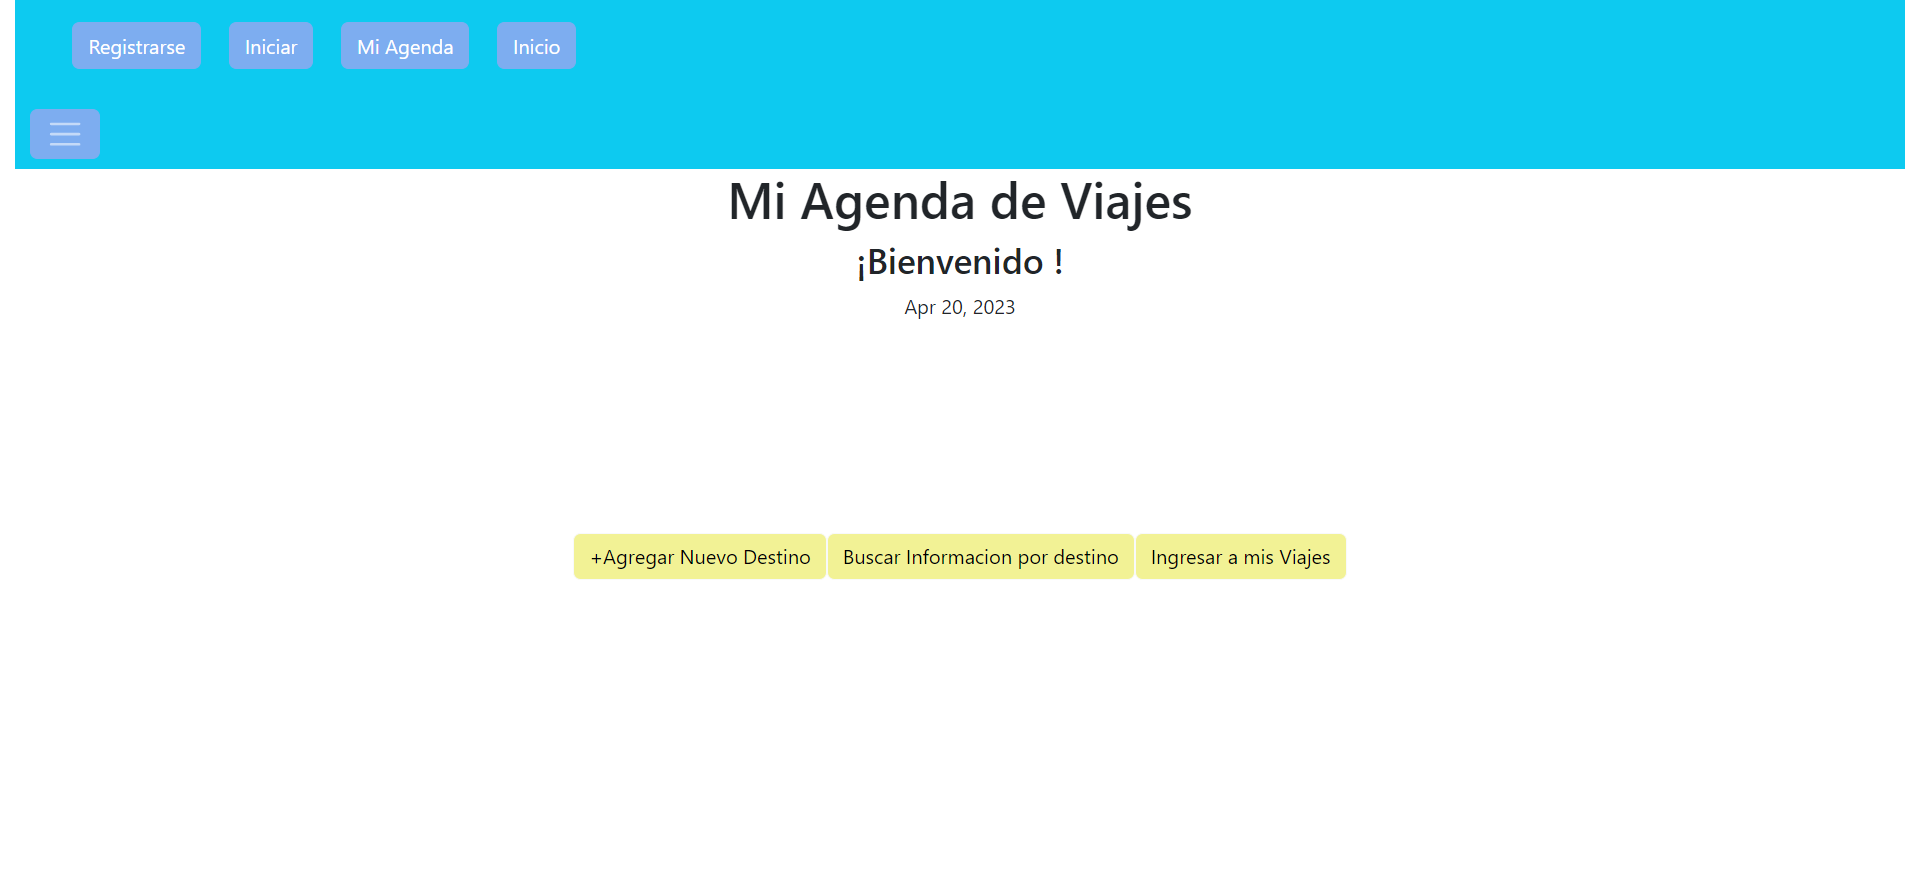 Registrarse Iniciar Mi Agenda Inicio
Mi Agenda de Viajes
¡Bienvenido !
Apr 20, 2023
+Agregar Nuevo Destino Buscar Informacion por destino Ingresar a mis Viajes